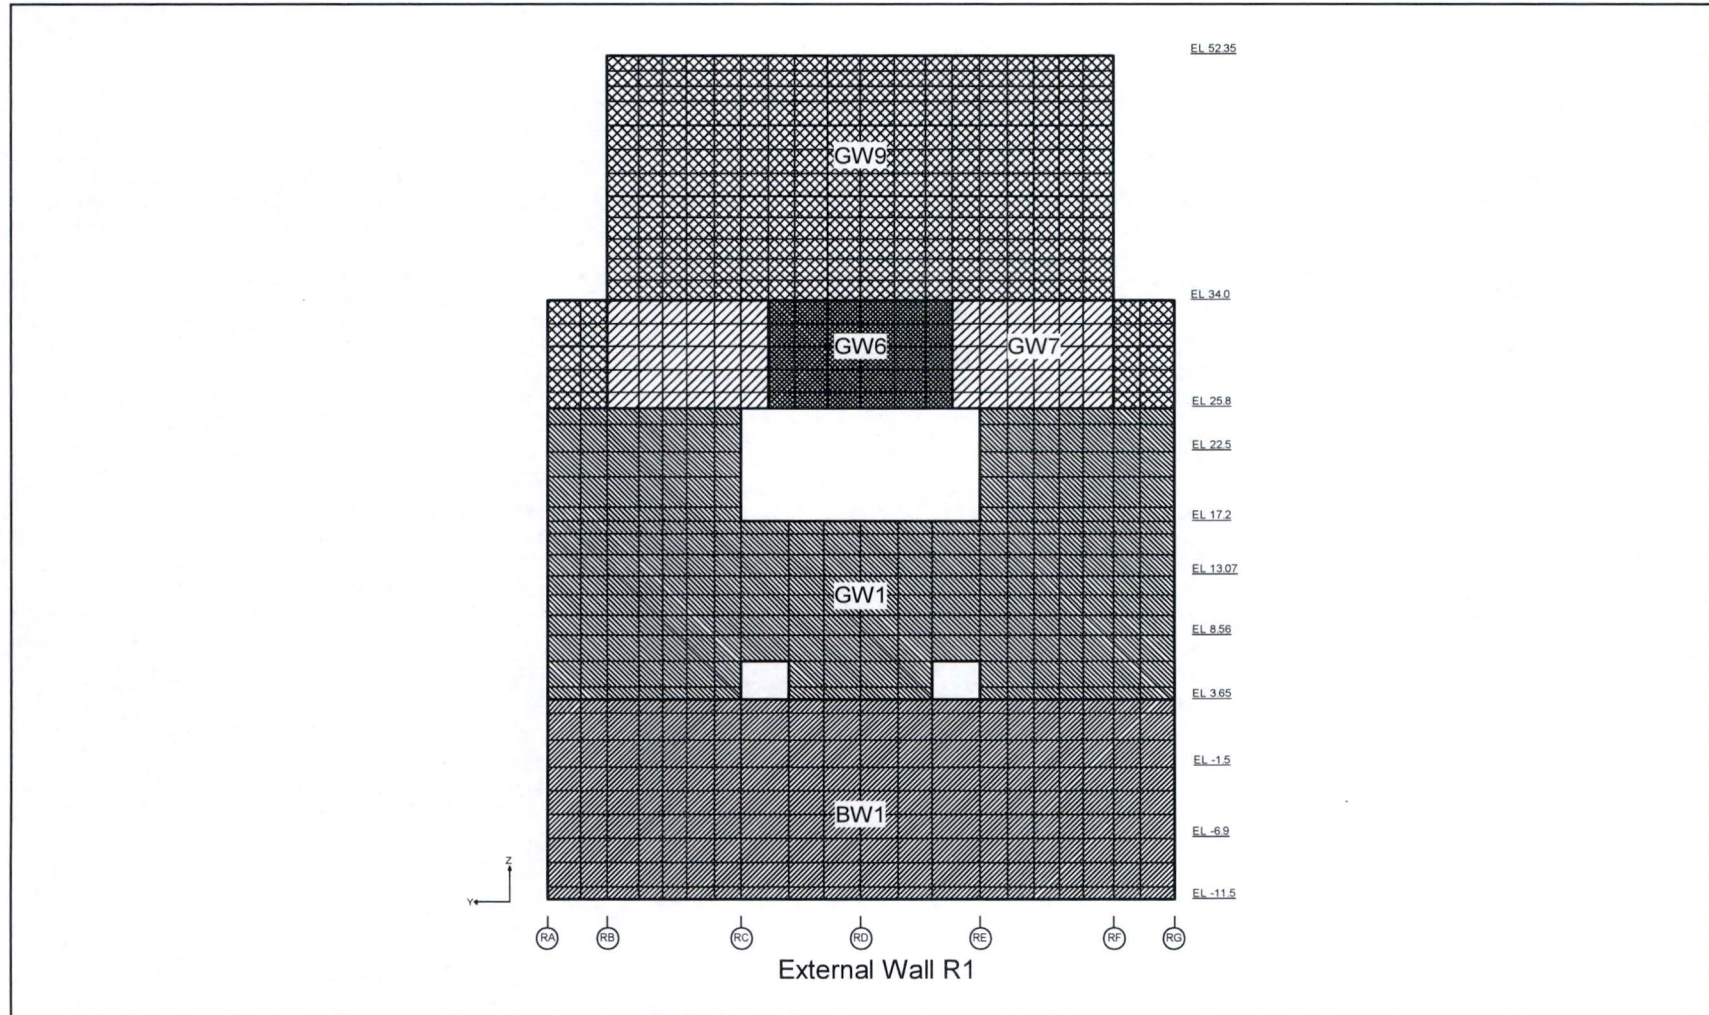 EL 52.35
GW9
EL 34.0
GW6
GW7
EL 25.8
EL 22.5
EL 17.2
EL 13.07
GW1
EL 8.56
EL 3.65
EL -1.5
BW1
EL -6.9
Z
EL -11.5
Y
RA RB RC RD RE RF RG
External Wall R1